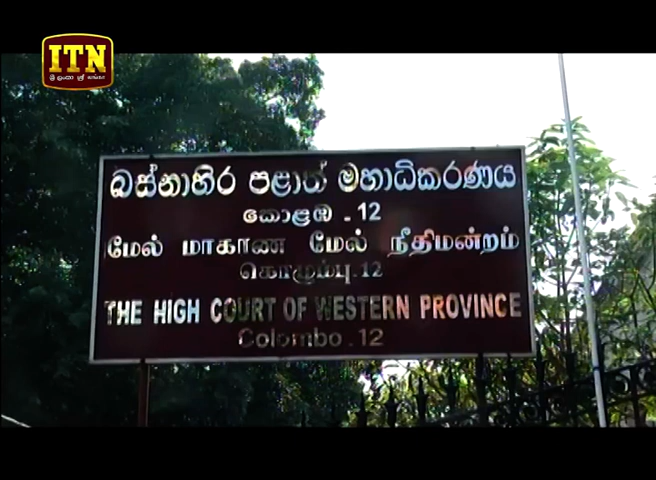 ITN
බස්නාහිර පළාත් මහාධිකරණය
කොළඹ - 12
மேல் மாகாண மேல் நீதிமன்றம்
கொழும்பு.12
THE HIGH COURT OF WESTERN PROVINCE
Colombo.12